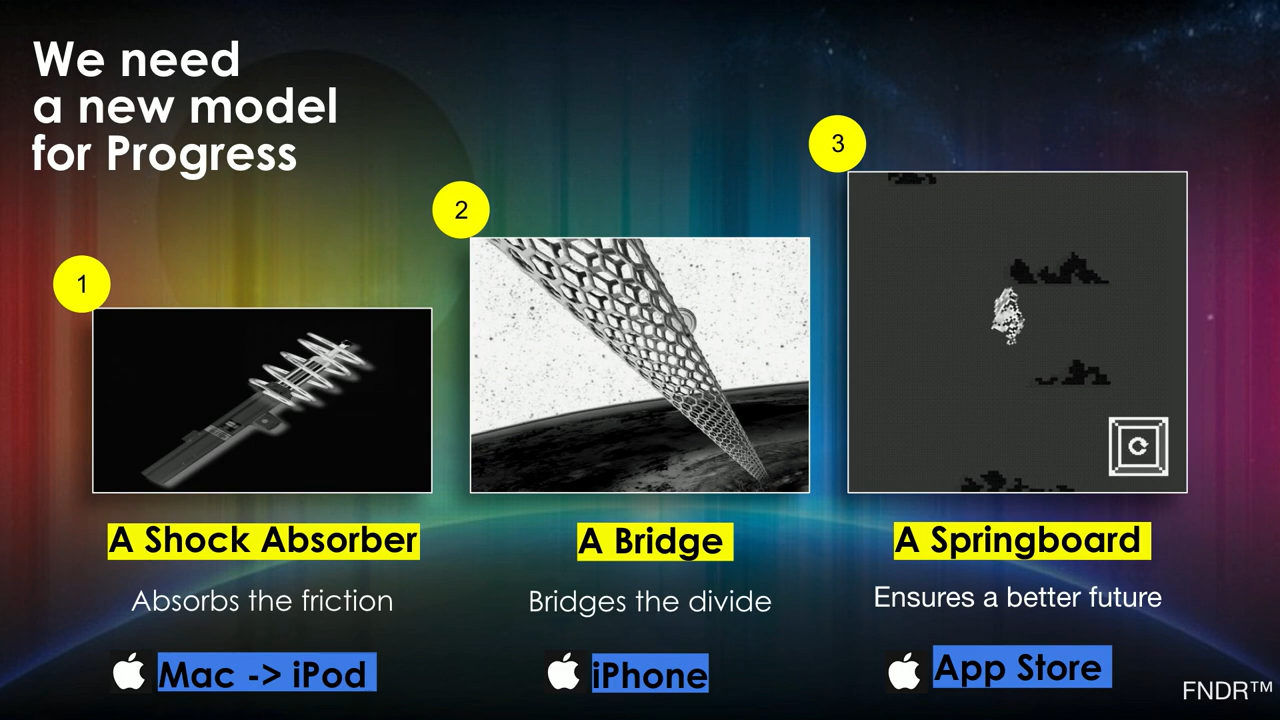 We need
a new model
for Progress
1
2
3
A Shock Absorber
A Bridge
A Springboard
Absorbs the friction
Bridges the divide
Ensures a better future
Mac -> iPod
iPhone
App Store
FNDR™